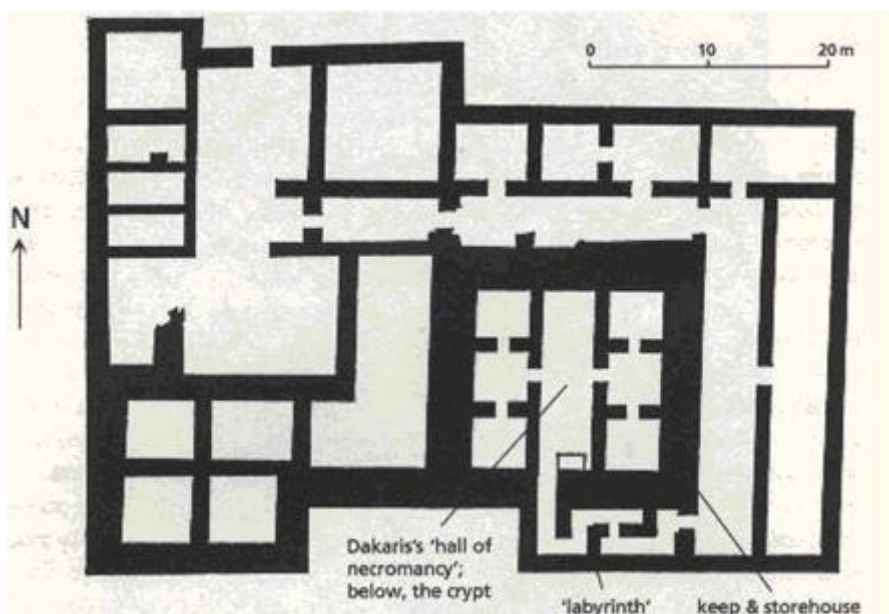 0 10 20 m
N
Dakaris's 'hall of
necromancy';
below, the crypt
'labyrinth'
keep & storehouse